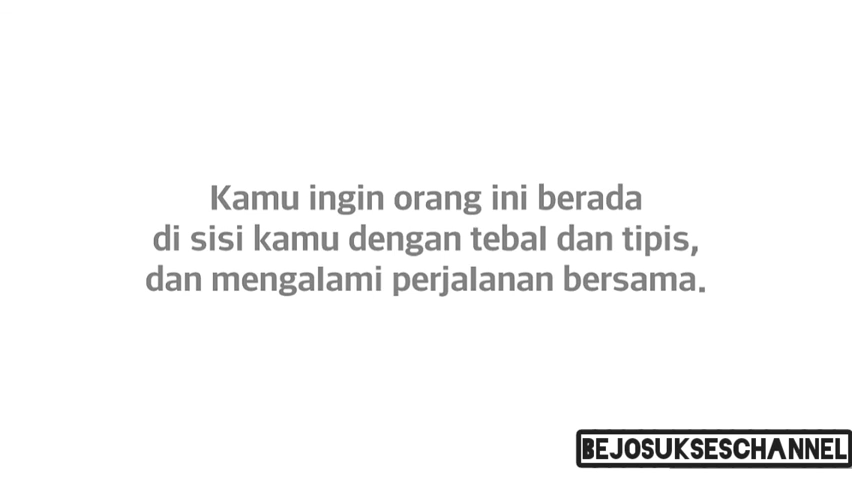 Kamu ingin orang ini berada
di sisi kamu dengan tebal dan tipis,
dan mengalami perjalanan bersama.
BEJOSUKSESCHANNEL